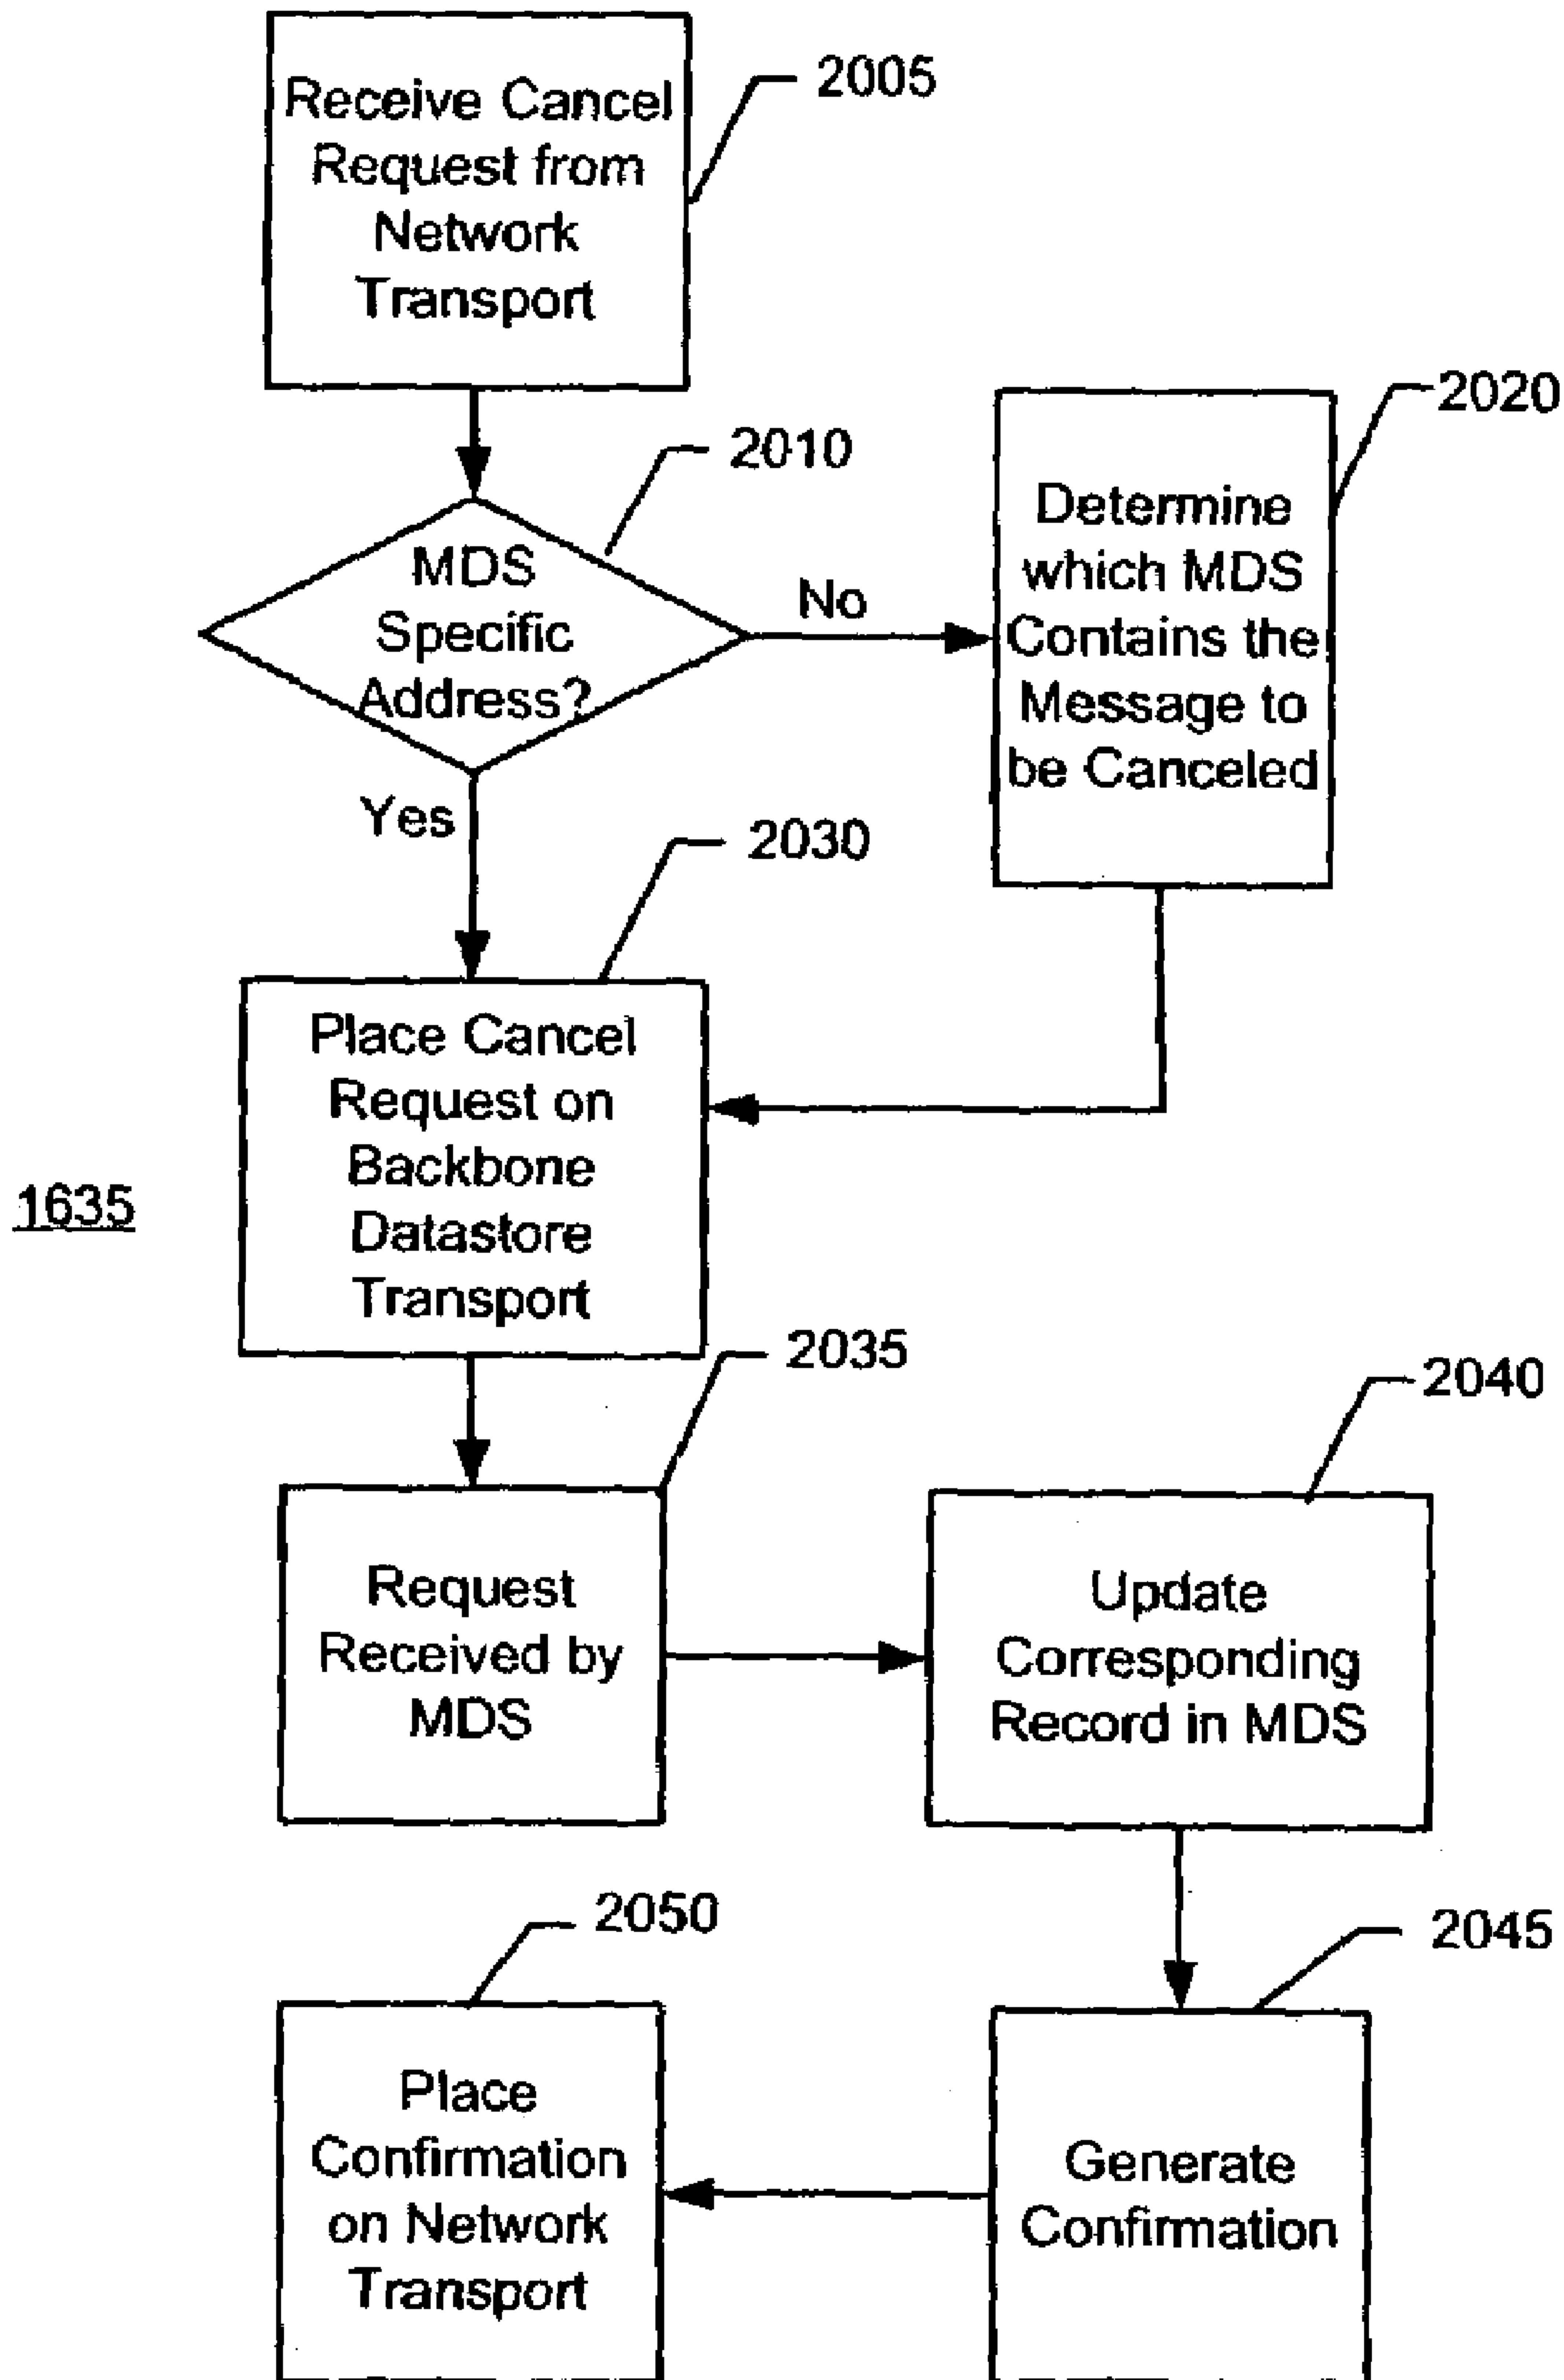 Receive Cancel
Request from
Network
Transport
2005
2010
MDS
Specific
Address?
No
Yes
2020
Determine
which MDS
Contains the
Message to
be Canceled
2030
Place Cancel
Request on
Backbone
Datastore
Transport
1635
2035
Request
Received by
MDS
2040
Update
Corresponding
Record in MDS
2045
Generate
Confirmation
2050
Place
Confirmation
on Network
Transport